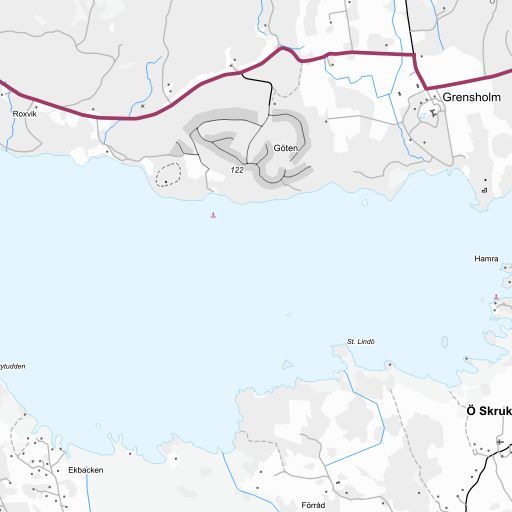 Grensholm
Roxvik
Göten
122
Hamra
St. Lindö
Ö Skruk
Ekbacken
Förråd